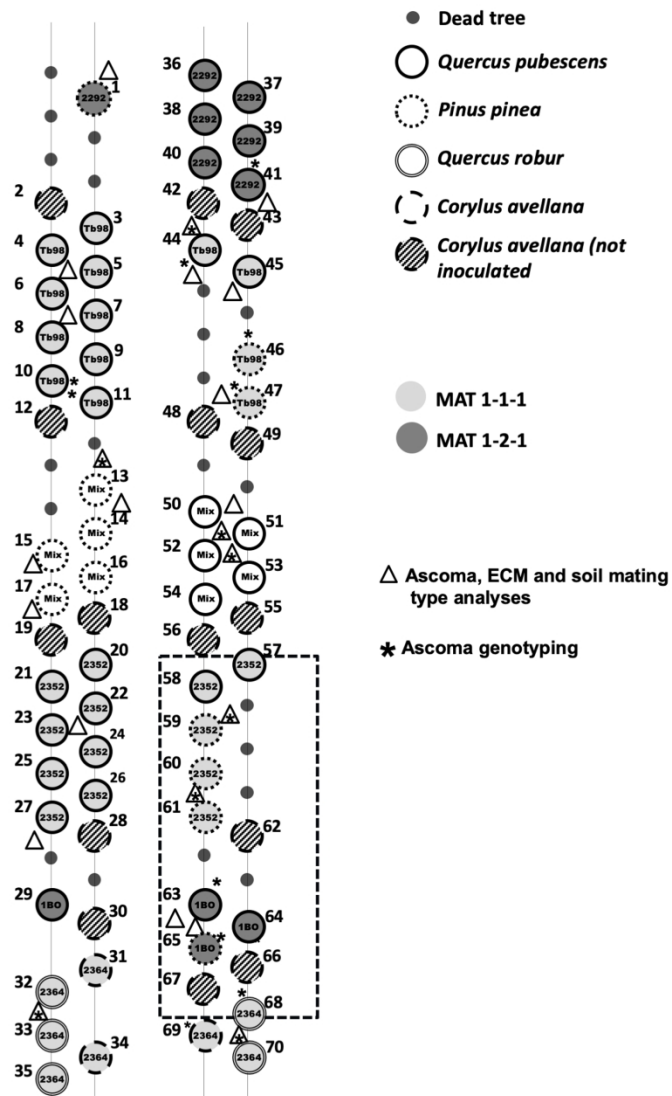 1
2292
2
3
Tb98
4
Tb98
5
Tb98
6
Tb98
7
Tb98
8
Tb98
9
Tb98
10
Tb98
11
Tb98
12
13
Mix
14
Mix
15
Mix
16
Mix
17
Mix
18
19
20
2352
21
2352
22
2352
23
2352
24
2352
25
2352
26
2352
27
2352
28
29
1BO
30
31
2364
32
2364
33
2364
34
2364
35
2364
36
2292
37
2292
38
2292
39
2292
40
2292
41
2292
42
43
44
Tb98
45
Tb98
46
Tb98
47
Tb98
48
49
50
Mix
51
Mix
52
Mix
53
Mix
54
Mix
55
56
57
2352
58
2352
59
2352
60
2352
61
2352
62
63
1BO
64
1BO
65
1BO
66
67
68
2364
69
2364
70
2364
Dead tree
Quercus pubescens
Pinus pinea
Quercus robur
Corylus avellana
Corylus avellana (not
inoculated
MAT 1-1-1
MAT 1-2-1
Ascoma, ECM and soil mating
type analyses
* Ascoma genotyping